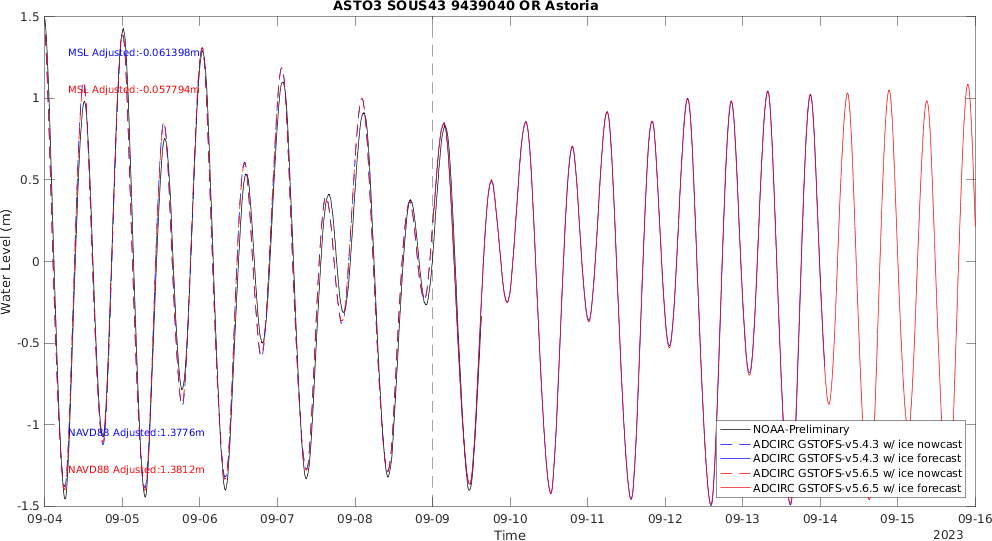 ASTO3 SOUS43 9439040 OR Astoria
MSL Adjusted:-0.061398m
MSL Adjusted:-0.057794m
NAVD88 Adjusted:1.3776m
NAVD88 Adjusted:1.3812m
Water Level (m)
1.5
1
0.5
0
-0.5
-1
-1.5
NOAA-Preliminary
ADCIRC GSTOFS-v5.4.3 w/ ice nowcast
ADCIRC GSTOFS-v5.4.3 w/ ice forecast
ADCIRC GSTOFS-v5.6.5 w/ ice nowcast
ADCIRC GSTOFS-v5.6.5 w/ ice forecast
09-04 09-05 09-06 09-07 09-08 09-09 09-10 09-11 09-12 09-13 09-14 09-15 09-16
Time
2023